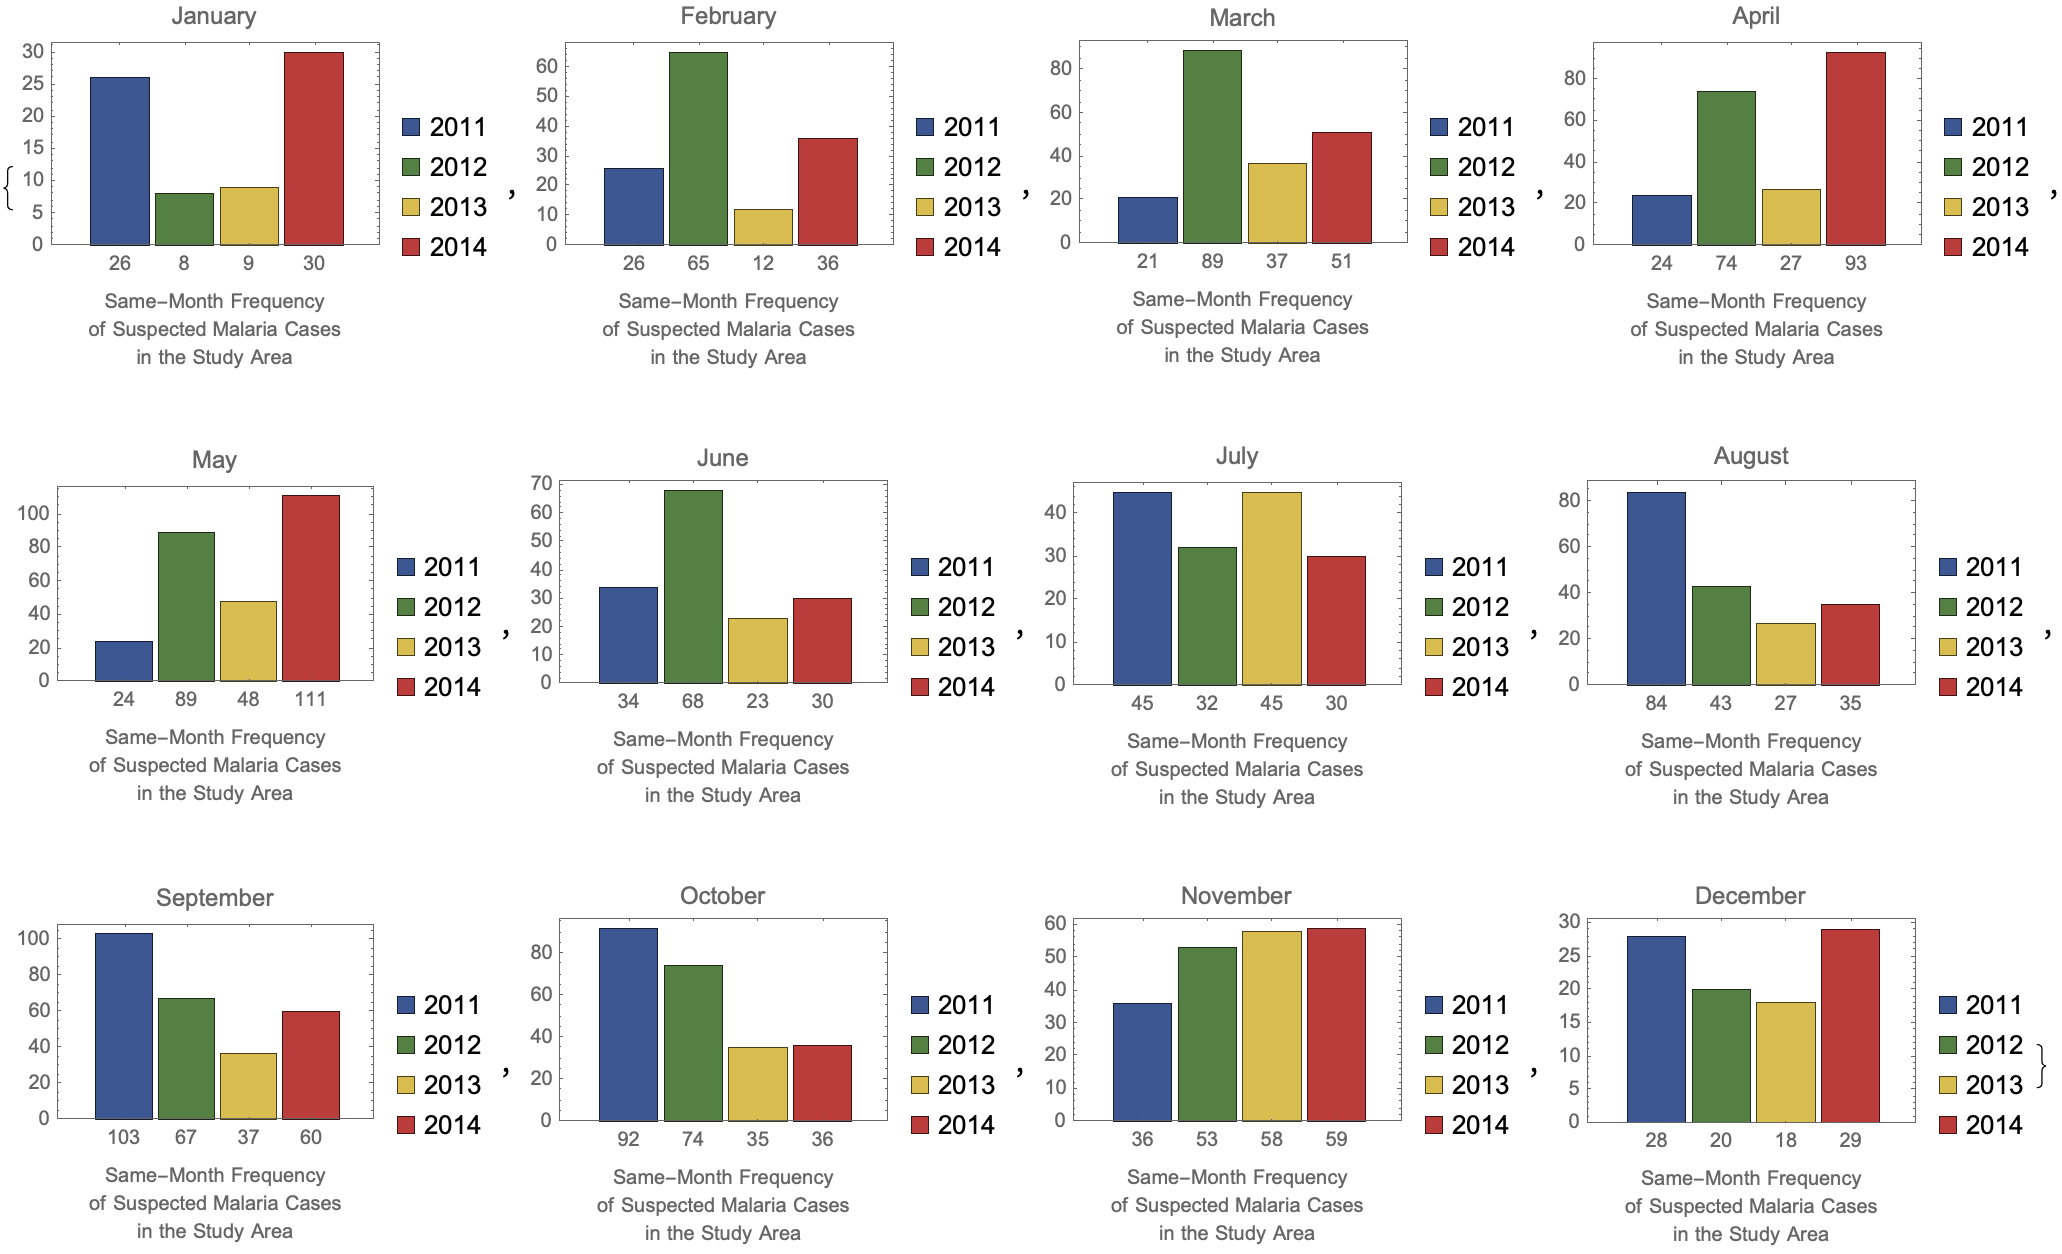 January
30
25
20
15
10
5
0
26 8 9 30
Same–Month Frequency
of Suspected Malaria Cases
in the Study Area
{
2011
2012
2013
2014
,
February
60
50
40
30
20
10
0
26 65 12 36
Same–Month Frequency
of Suspected Malaria Cases
in the Study Area
2011
2012
2013
2014
,
March
80
60
40
20
0
21 89 37 51
Same–Month Frequency
of Suspected Malaria Cases
in the Study Area
2011
2012
2013
2014
,
April
80
60
40
20
0
24 74 27 93
Same–Month Frequency
of Suspected Malaria Cases
in the Study Area
2011
2012
2013
2014
,
May
100
80
60
40
20
0
24 89 48 111
Same–Month Frequency
of Suspected Malaria Cases
in the Study Area
2011
2012
2013
2014
,
June
70
60
50
40
30
20
10
0
34 68 23 30
Same–Month Frequency
of Suspected Malaria Cases
in the Study Area
2011
2012
2013
2014
,
July
40
30
20
10
0
45 32 45 30
Same–Month Frequency
of Suspected Malaria Cases
in the Study Area
2011
2012
2013
2014
,
August
80
60
40
20
0
84 43 27 35
Same–Month Frequency
of Suspected Malaria Cases
in the Study Area
2011
2012
2013
2014
,
September
100
80
60
40
20
0
103 67 37 60
Same–Month Frequency
of Suspected Malaria Cases
in the Study Area
2011
2012
2013
2014
,
October
80
60
40
20
0
92 74 35 36
Same–Month Frequency
of Suspected Malaria Cases
in the Study Area
2011
2012
2013
2014
,
November
60
50
40
30
20
10
0
36 53 58 59
Same–Month Frequency
of Suspected Malaria Cases
in the Study Area
2011
2012
2013
2014
,
December
30
25
20
15
10
5
0
28 20 18 29
Same–Month Frequency
of Suspected Malaria Cases
in the Study Area
2011
2012
2013
2014
}